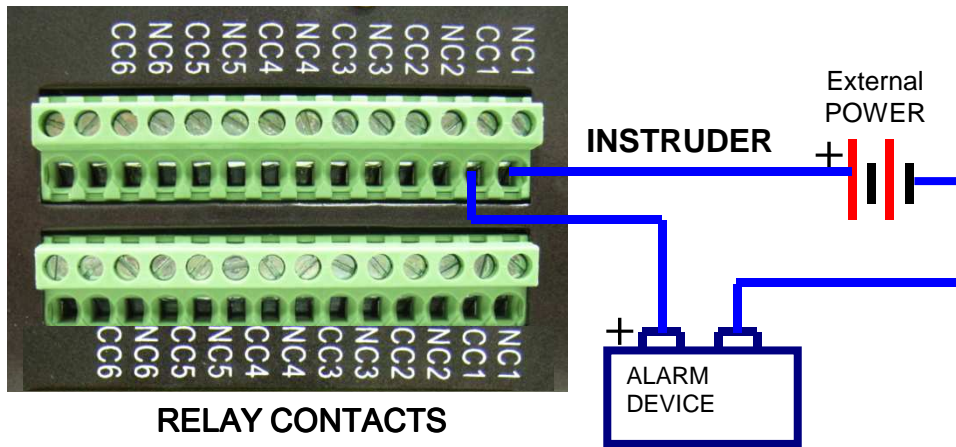 CC6 NC6 CC5 NC5 CC4 NC4 CC3 NC3 CC2 NC2 CC1 NC1
External
POWER
INSTRUDER
+
+
ALARM
DEVICE
CC6 NC6 CC5 NC5 CC4 NC4 CC3 NC3 CC2 NC2 CC1 NC1
RELAY CONTACTS